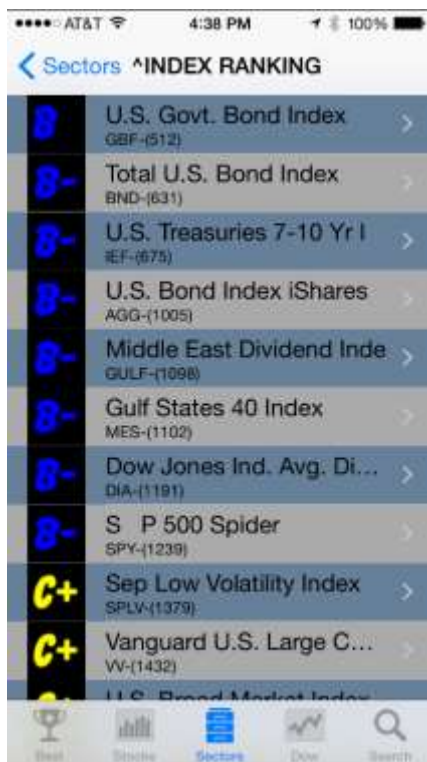 AT&T 4:38 PM 100%
Sectors ^INDEX RANKING
B U.S. Govt. Bond Index
GBF-(512)
B- Total U.S. Bond Index
BND-(631)
B- U.S. Treasuries 7-10 Yr I
IEF-(675)
B- U.S. Bond Index iShares
AGG-(1005)
B- Middle East Dividend Inde
GULF-(1098)
B- Gulf States 40 Index
MES-(1102)
B- Dow Jones Ind. Avg. Di...
DIA-(1191)
B- S P 500 Spider
SPY-(1239)
C+ Sep Low Volatility Index
SPLV-(1379)
C+ Vanguard U.S. Large C...
VV-(1432)
U.S. Broad Market Index
Best Stocks Sectors Dow Search